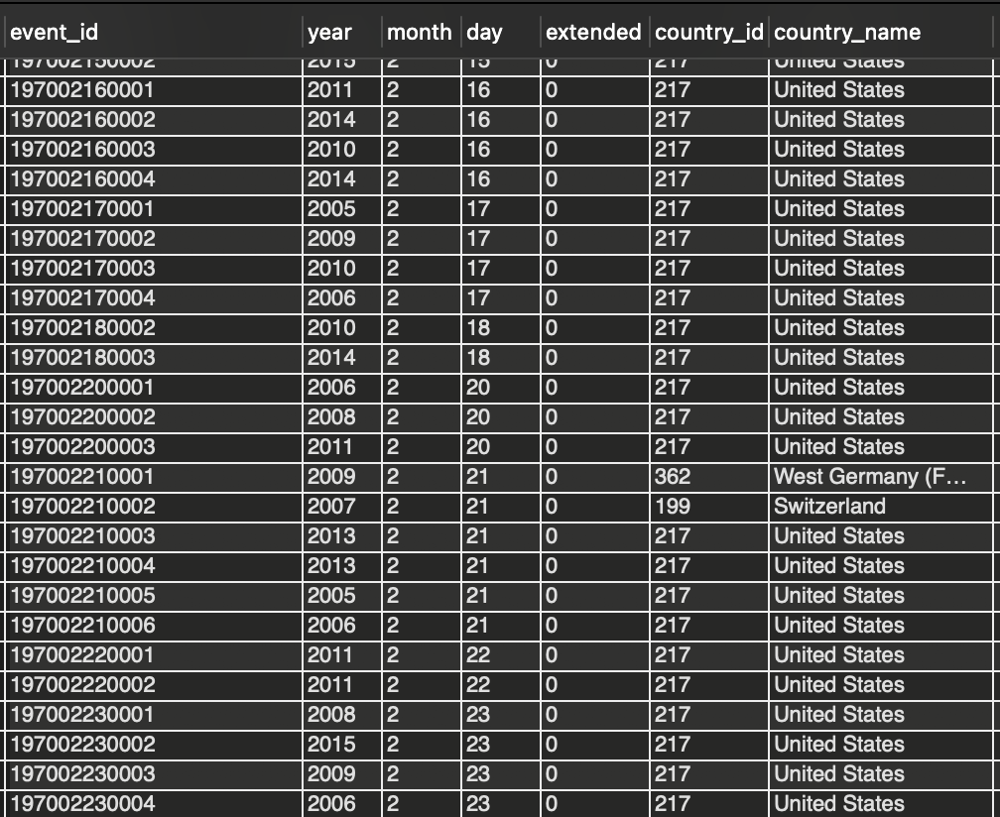 event_id year month day extended country_id country_name
197002150002 2015 2 15 0 217 United States
197002160001 2011 2 16 0 217 United States
197002160002 2014 2 16 0 217 United States
197002160003 2010 2 16 0 217 United States
197002160004 2014 2 16 0 217 United States
197002170001 2005 2 17 0 217 United States
197002170002 2009 2 17 0 217 United States
197002170003 2010 2 17 0 217 United States
197002170004 2006 2 17 0 217 United States
197002180002 2010 2 18 0 217 United States
197002180003 2014 2 18 0 217 United States
197002200001 2006 2 20 0 217 United States
197002200002 2008 2 20 0 217 United States
197002200003 2011 2 20 0 217 United States
197002210001 2009 2 21 0 362 West Germany (F…
197002210002 2007 2 21 0 199 Switzerland
197002210003 2013 2 21 0 217 United States
197002210004 2013 2 21 0 217 United States
197002210005 2005 2 21 0 217 United States
197002210006 2006 2 21 0 217 United States
197002220001 2011 2 22 0 217 United States
197002220002 2011 2 22 0 217 United States
197002230001 2008 2 23 0 217 United States
197002230002 2015 2 23 0 217 United States
197002230003 2009 2 23 0 217 United States
197002230004 2006 2 23 0 217 United States